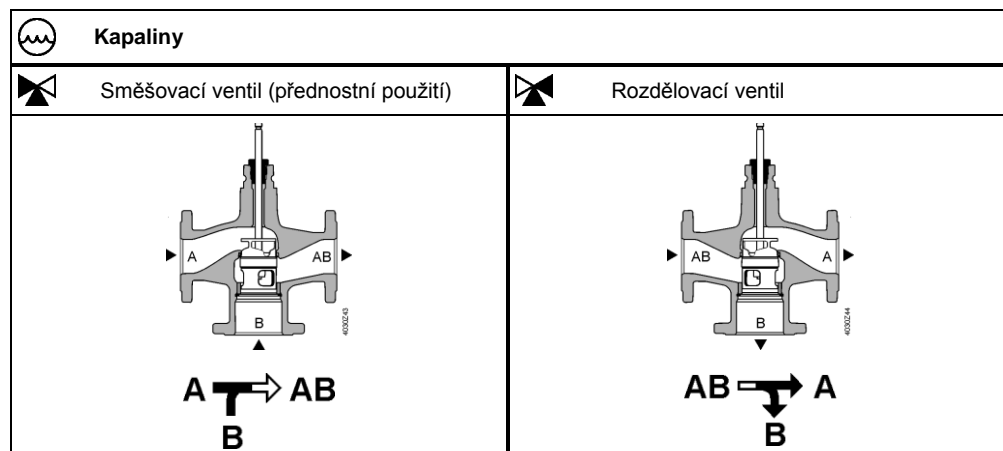 Kapaliny
Směšovací ventil (přednostní použití)
Rozdělovací ventil
A
AB
B
4030Z43
A AB
B
AB
A
B
4030Z44
AB A
B